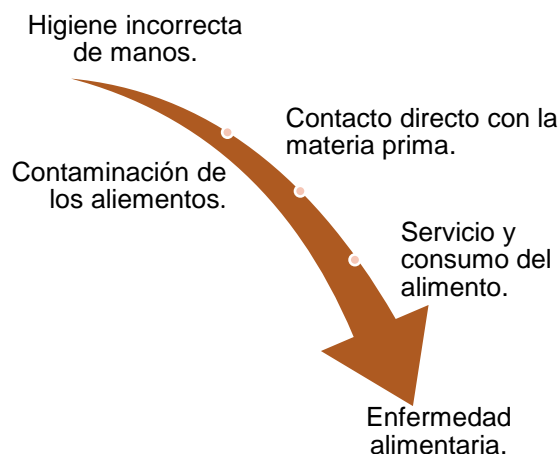 Higiene incorrecta
de manos.
Contacto directo con la
materia prima.
Contaminación de
los aliementos.
Servicio y
consumo del
alimento.
Enfermedad
alimentaria.